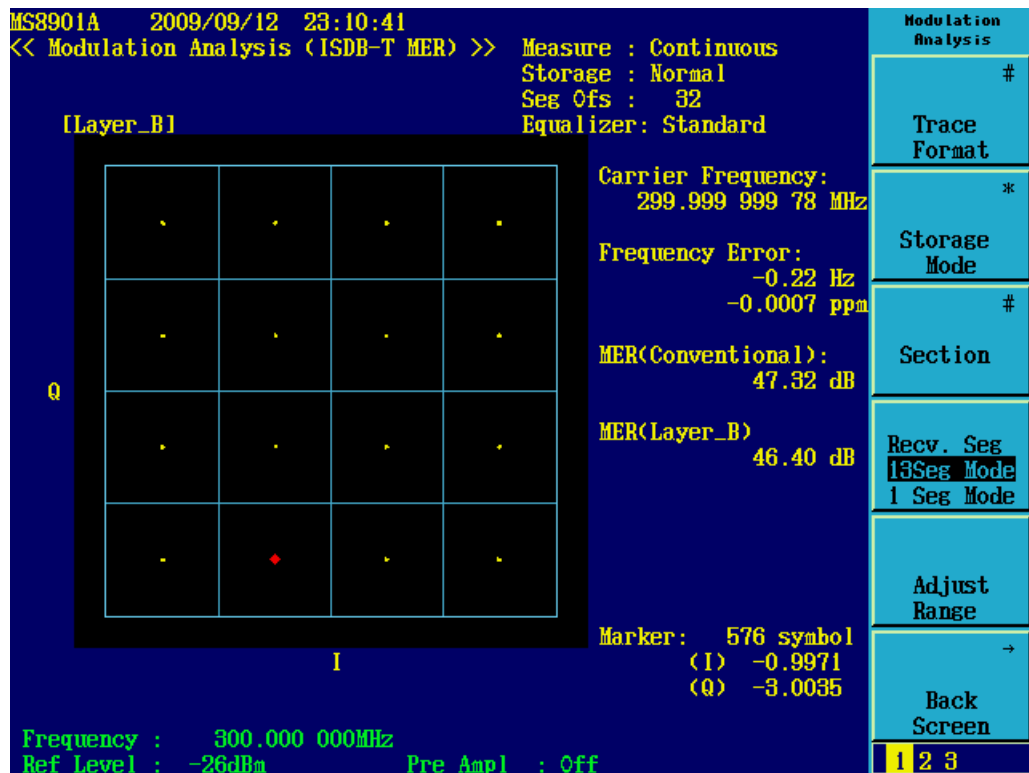 MS8901A 2009/09/12 23:10:41
<< Modulation Analysis (ISDB-T MER) >>
Measure : Continuous
Storage : Normal
Seg Ofs : 32
Equalizer: Standard
[Layer_B]
Q
I
Carrier Frequency:
299.999 999 78 MHz
Frequency Error:
-0.22 Hz
-0.0007 ppm
MER(Conventional):
47.32 dB
MER(Layer_B)
46.40 dB
Marker: 576 symbol
(I) -0.9971
(Q) -3.0035
Frequency : 300.000 000MHz
Ref Level : -26dBm Pre Ampl : Off
Modulation
Analysis
#
Trace
Format
*
Storage
Mode
#
Section
Recv. Seg
13Seg Mode
1 Seg Mode
Adjust
Range
→
Back
Screen
1 2 3